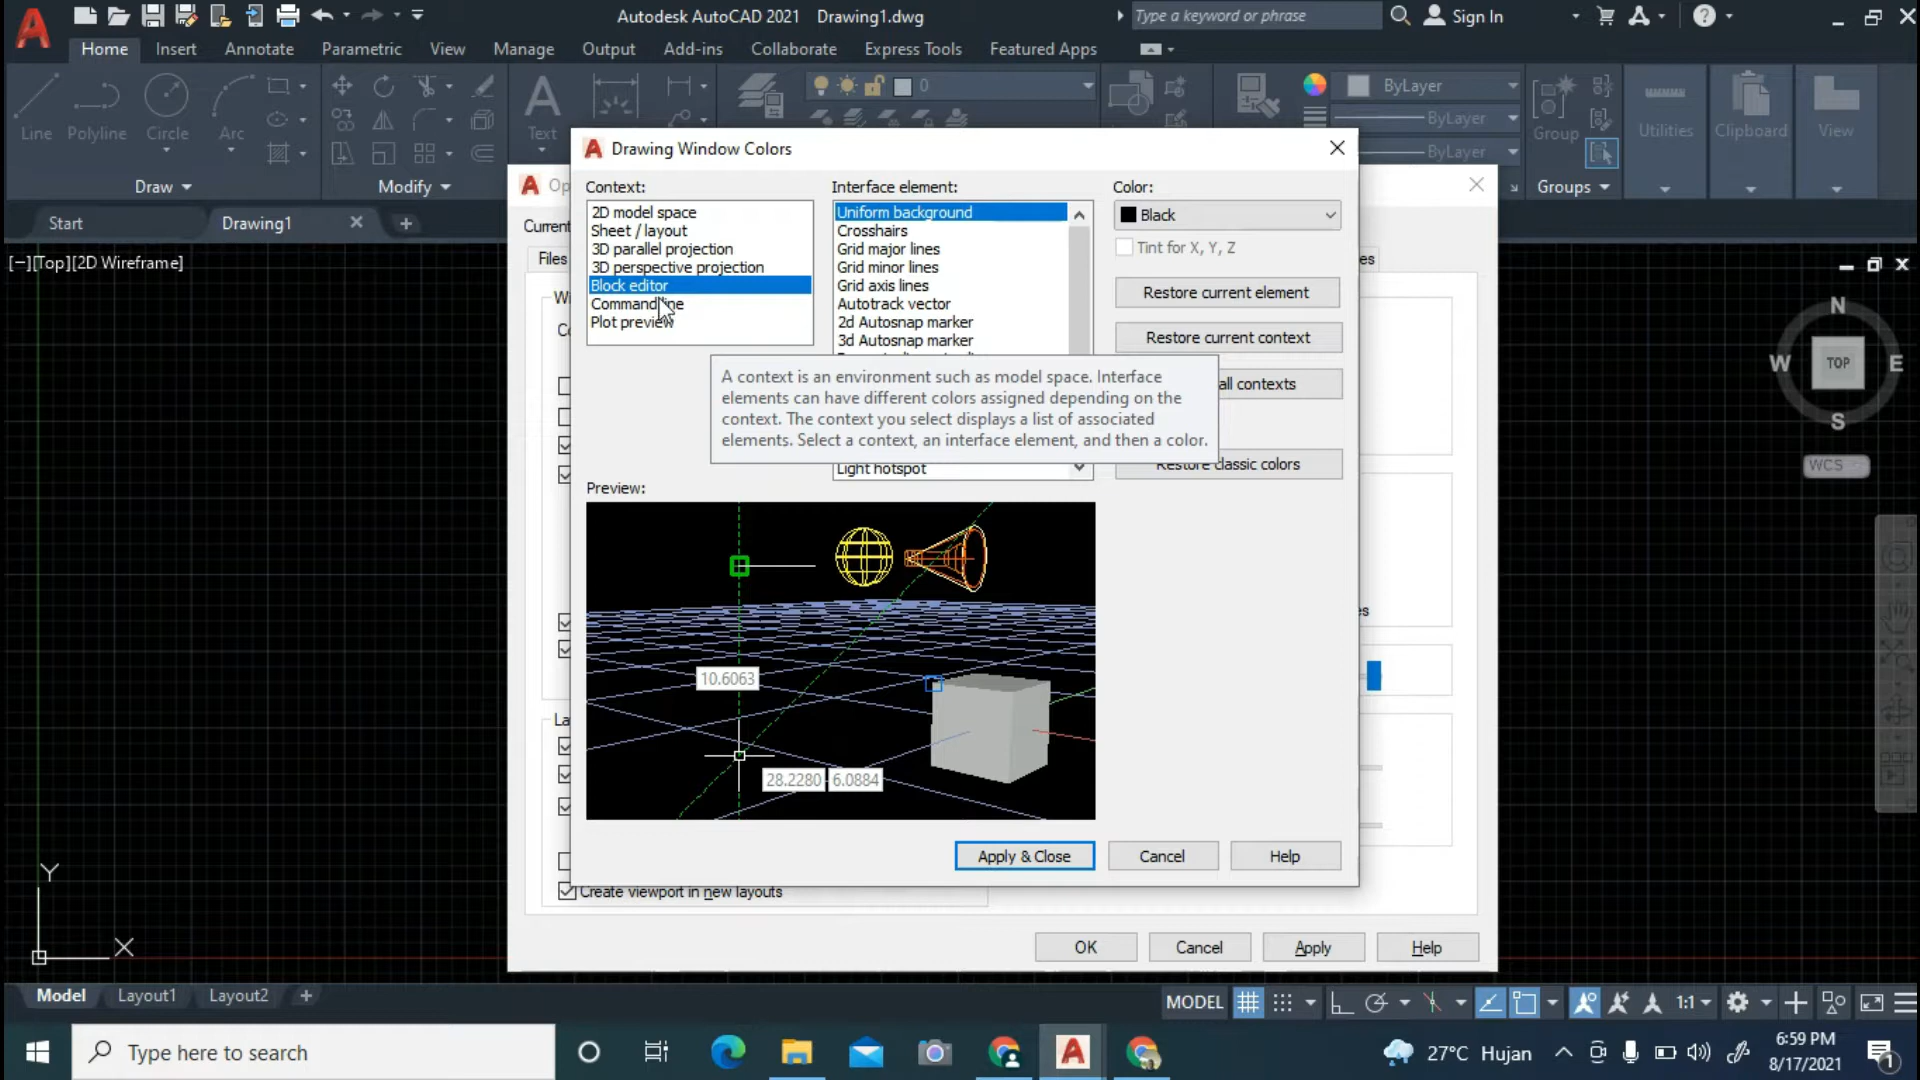 Autodesk AutoCAD 2021 Drawing1.dwg
Type a keyword or phrase
Sign In
Home Insert Annotate Parametric View Manage Output Add-ins Collaborate Express Tools Featured Apps
Line Polyline Circle Arc
Text
0
ByLayer
ByLayer
ByLayer
Group
Utilities
Clipboard
View
Draw
Modify
Groups
Start
Drawing1
[−][Top][2D Wireframe]
Drawing Window Colors
Context:
2D model space
Sheet / layout
3D parallel projection
3D perspective projection
Block editor
Command line
Plot preview
Interface element:
Uniform background
Crosshairs
Grid major lines
Grid minor lines
Grid axis lines
Autotrack vector
2d Autosnap marker
3d Autosnap marker
Light hotspot
Color:
Black
Tint for X, Y, Z
Restore current element
Restore current context
all contexts
Restore classic colors
A context is an environment such as model space. Interface
elements can have different colors assigned depending on the
context. The context you select displays a list of associated
elements. Select a context, an interface element, and then a color.
Preview:
10.6063
28.2280 6.0884
Apply & Close
Cancel
Help
Op
Current
Files
es
Wi
Co
es
La
Create viewport in new layouts
OK
Cancel
Apply
Help
N
W
TOP
E
S
WCS
Y
X
Model Layout1 Layout2
MODEL
1:1
Type here to search
27°C Hujan
6:59 PM
8/17/2021
1